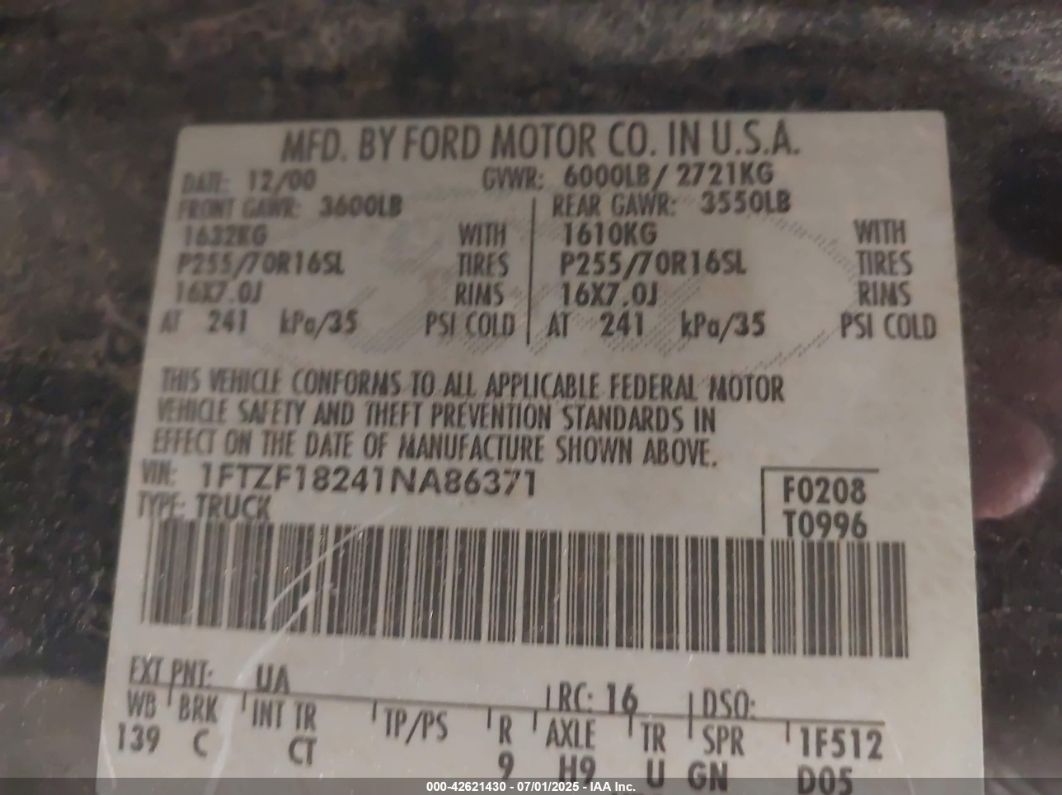 MFD. BY FORD MOTOR CO. IN U.S.A.
DATE: 12/00 GVWR: 6000LB/ 2721KG
FRONT GAWR: 3600LB REAR GAWR: 3550LB
1632KG WITH 1610KG WITH
P255/70R16SL TIRES P255/70R16SL TIRES
16X7.0J RIMS 16X7.0J RIMS
AT 241 kPa/35 PSI COLD AT 241 kPa/35 PSI COLD
THIS VEHICLE CONFORMS TO ALL APPLICABLE FEDERAL MOTOR
VEHICLE SAFETY AND THEFT PREVENTION STANDARDS IN
EFFECT ON THE DATE OF MANUFACTURE SHOWN ABOVE.
VIN: 1FTZF18241NA86371 F0208
TYPE: TRUCK T0996
EXT PNT: UA RC: 16 DSO:
WB BRK INT TR TP/PS R AXLE TR SPR 1F512
139 C CT 9 H9 U GN D05
000-42621430 - 07/01/2025 - IAA Inc.